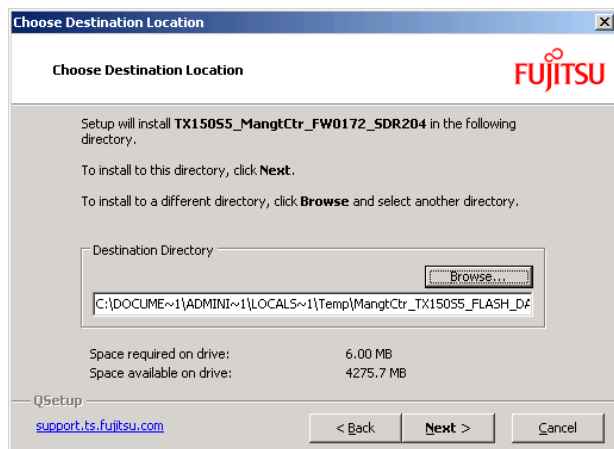 Choose Destination Location
Choose Destination Location
FUJITSU
Setup will install TX150S5_MangtCtr_FW0172_SDR204 in the following
directory.
To install to this directory, click Next.
To install to a different directory, click Browse and select another directory.
Destination Directory
Browse...
C:\DOCUME~1\ADMINI~1\LOCALS~1\Temp\MangtCtr_TX150S5_FLASH_DA
Space required on drive: 6.00 MB
Space available on drive: 4275.7 MB
QSetup
support.ts.fujitsu.com < Back Next > Cancel